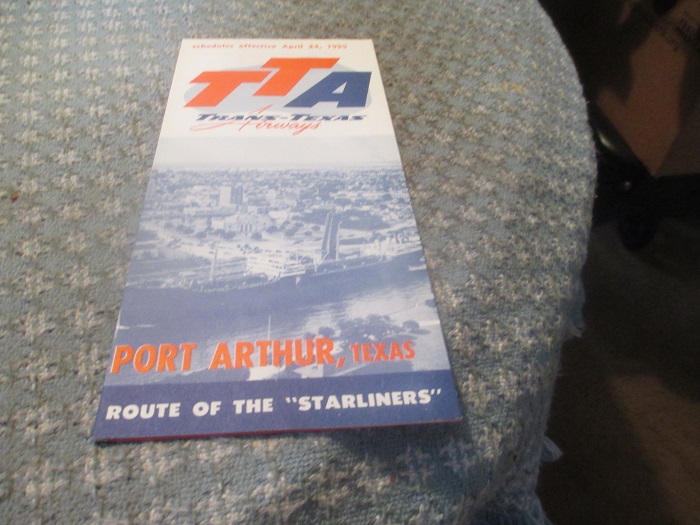 schedules effective April 24, 1955
TTA
TRANS-TEXAS
Airways
PORT ARTHUR, TEXAS
ROUTE OF THE "STARLINERS"